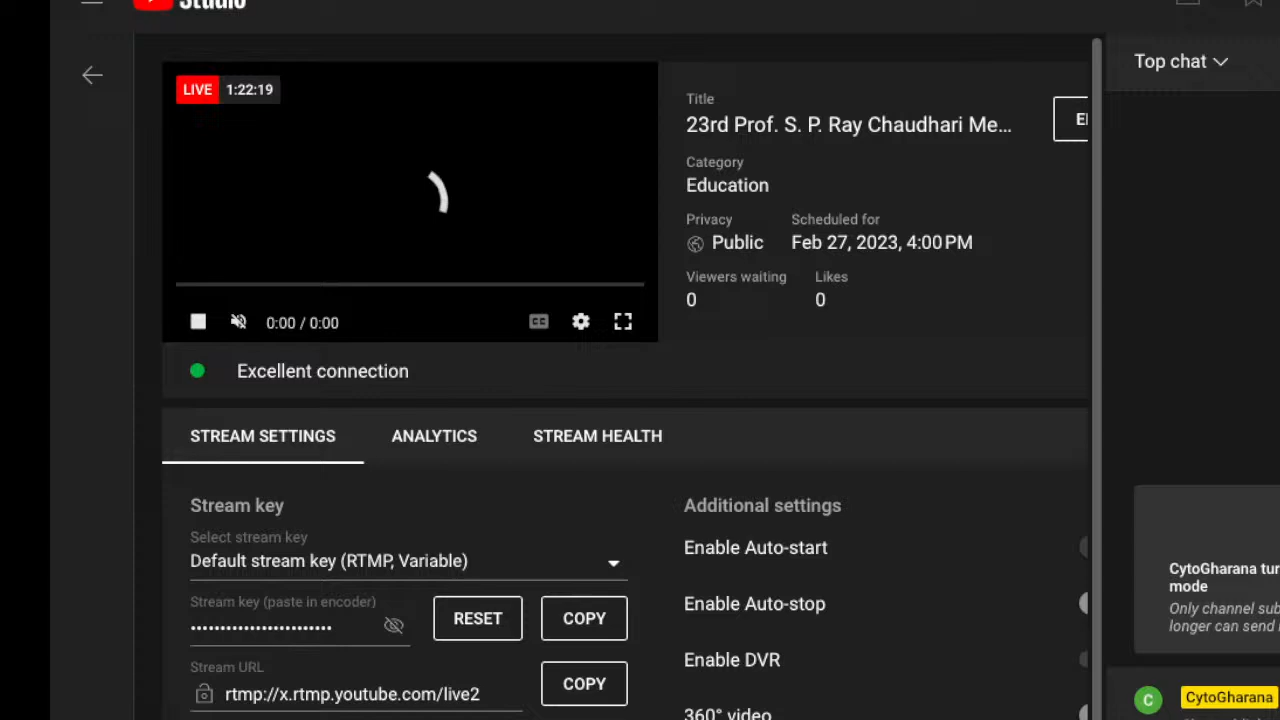 Studio
LIVE 1:22:19
Top chat
Title
23rd Prof. S. P. Ray Chaudhari Me...
Category
Education
Privacy
Scheduled for
Public
Feb 27, 2023, 4:00 PM
Viewers waiting
Likes
0
0
0:00 / 0:00
CC
Excellent connection
STREAM SETTINGS
ANALYTICS
STREAM HEALTH
Stream key
Select stream key
Default stream key (RTMP, Variable)
Stream key (paste in encoder)
••••••••••••••••••••••••
RESET
COPY
Stream URL
rtmp://x.rtmp.youtube.com/live2
COPY
Additional settings
Enable Auto-start
Enable Auto-stop
Enable DVR
360° video
CytoGharana tur
mode
Only channel sub
longer can send
C CytoGharana